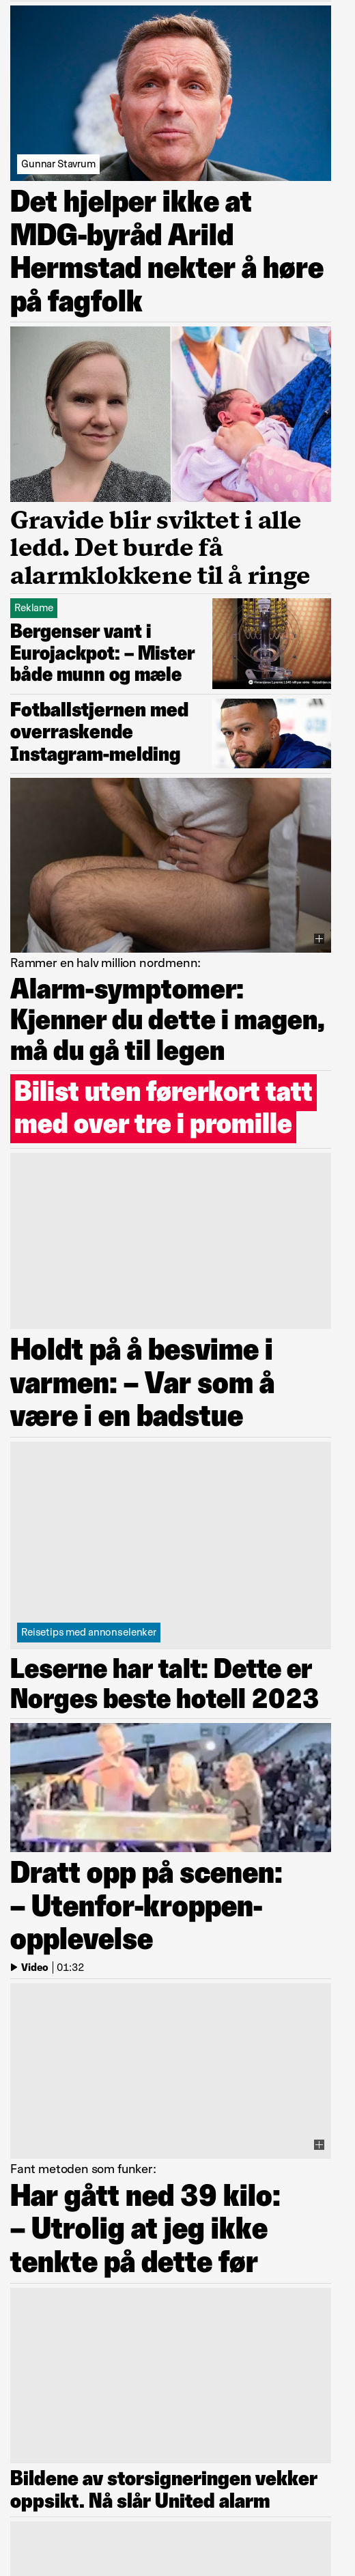 Gunnar Stavrum
Det hjelper ikke at
MDG-byråd Arild
Hermstad nekter å høre
på fagfolk
Gravide blir sviktet i alle
ledd. Det burde få
alarmklokkene til å ringe
Reklame
Bergenser vant i
Eurojackpot: – Mister
både munn og mæle
Fotballstjernen med
overraskende
Instagram-melding
Rammer en halv million nordmenn:
Alarm-symptomer:
Kjenner du dette i magen,
må du gå til legen
Bilist uten førerkort tatt
med over tre i promille
Holdt på å besvime i
varmen: – Var som å
være i en badstue
Reisetips med annonselenker
Leserne har talt: Dette er
Norges beste hotell 2023
Dratt opp på scenen:
– Utenfor-kroppen-
opplevelse
Video | 01:32
Fant metoden som funker:
Har gått ned 39 kilo:
– Utrolig at jeg ikke
tenkte på dette før
Bildene av storsigneringen vekker
oppsikt. Nå slår United alarm